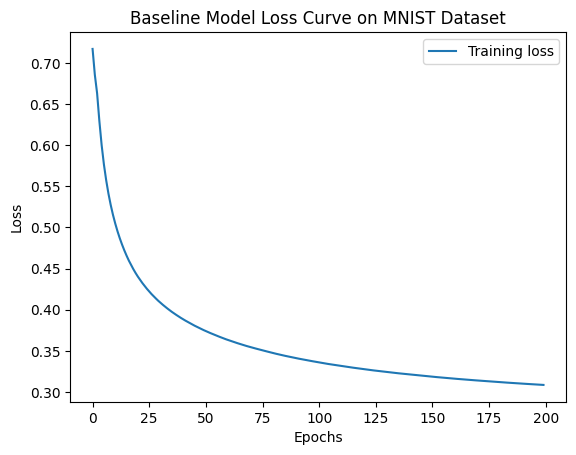 Baseline Model Loss Curve on MNIST Dataset
Training loss
0.70
0.65
0.60
0.55
0.50
0.45
0.40
0.35
0.30
Loss
0 25 50 75 100 125 150 175 200
Epochs